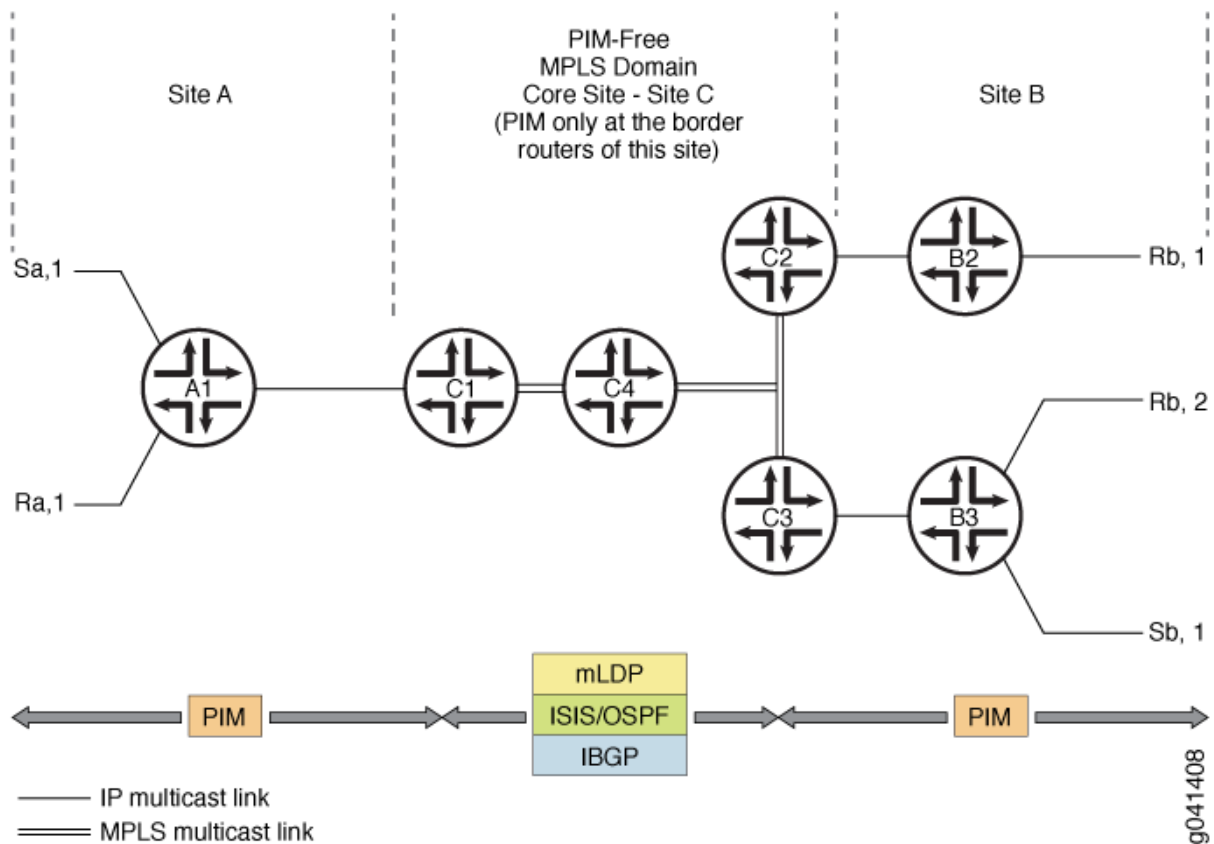 PIM-Free
MPLS Domain
Site A
Core Site - Site C
Site B
(PIM only at the border
routers of this site)
Sa,1
C2
B2
Rb, 1
A1
C1
C4
Rb, 2
Ra,1
C3
B3
Sb, 1
mLDP
PIM
ISIS/OSPF
PIM
IBGP
IP multicast link
MPLS multicast link
g041408